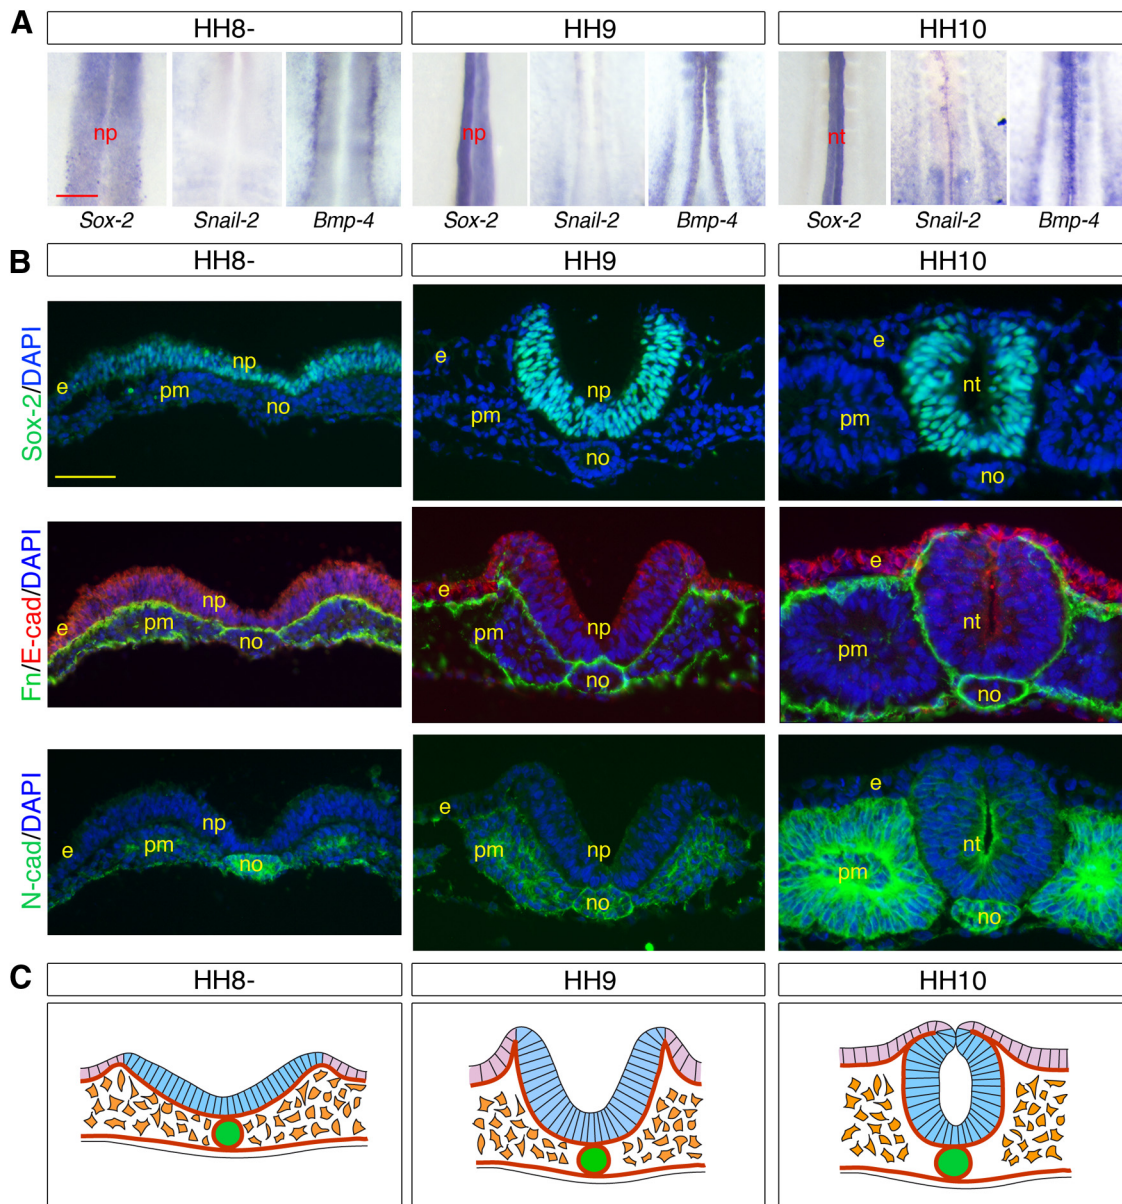 A
HH8-
HH9
HH10
np
np
nt
Sox-2
Snail-2
Bmp-4
Sox-2
Snail-2
Bmp-4
Sox-2
Snail-2
Bmp-4
B
HH8-
HH9
HH10
Sox-2/DAPI
e
pm
np
no
e
pm
np
no
e
pm
nt
no
Fn/E-cad/DAPI
e
pm
np
no
e
pm
np
no
e
pm
nt
no
N-cad/DAPI
e
pm
np
no
e
pm
np
no
e
pm
nt
no
C
HH8-
HH9
HH10